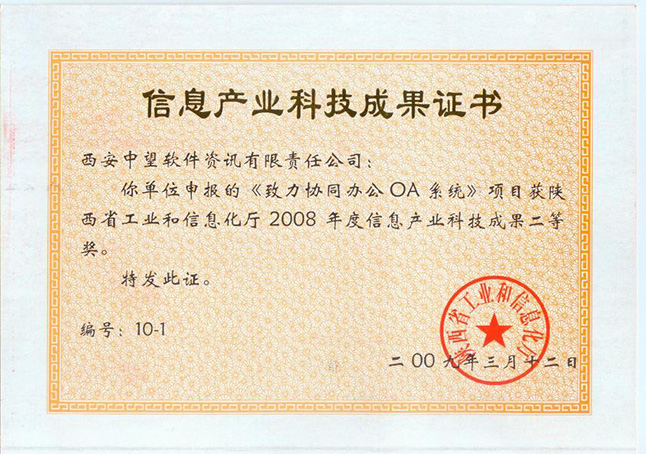 信息产业科技成果证书
西安中望软件资讯有限责任公司：
你单位申报的《致力协同办公OA系统》项目获陕
西省工业和信息化厅2008年度信息产业科技成果二等
奖。
特发此证。
编号：10-1
陕西省工业和信息化厅
二00九年三月十二日